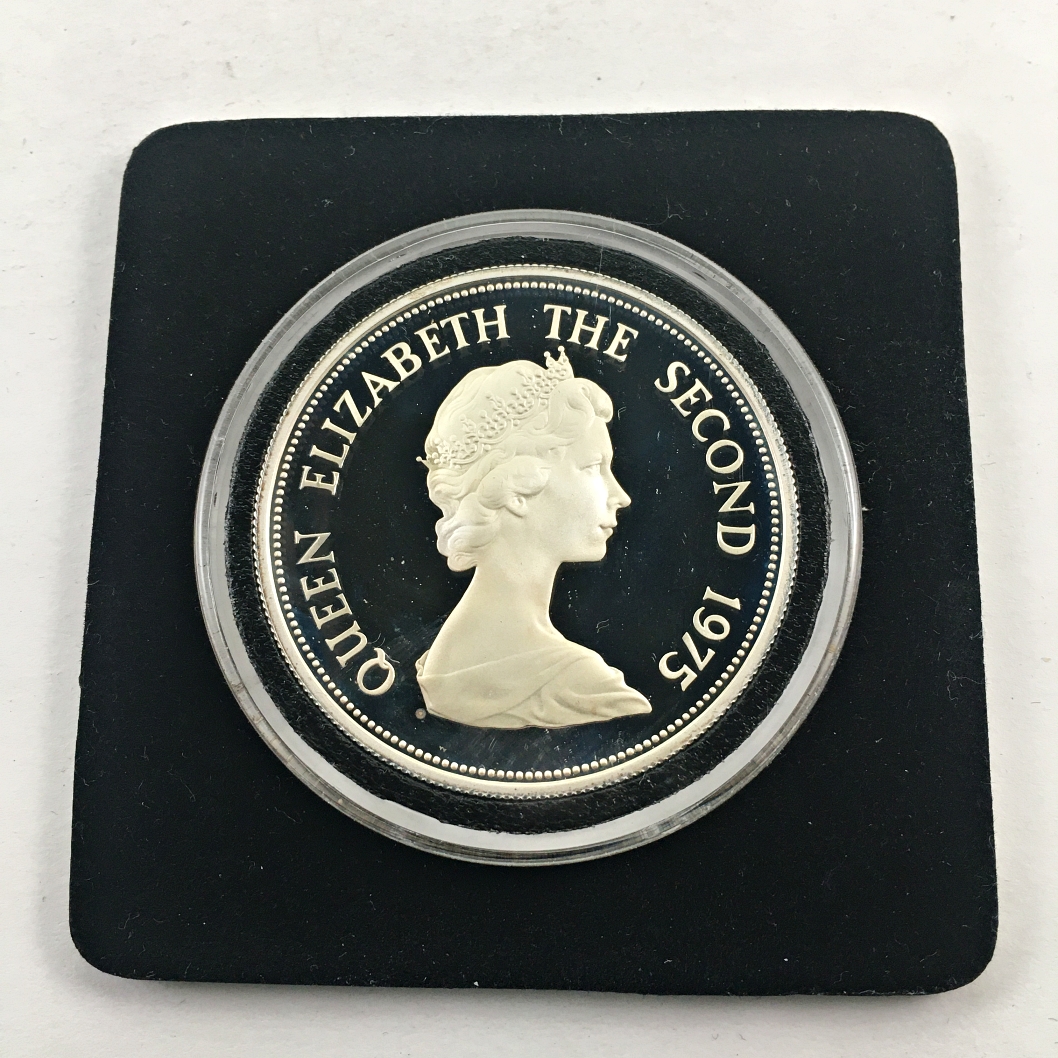 QUEEN ELIZABETH THE SECOND 1975